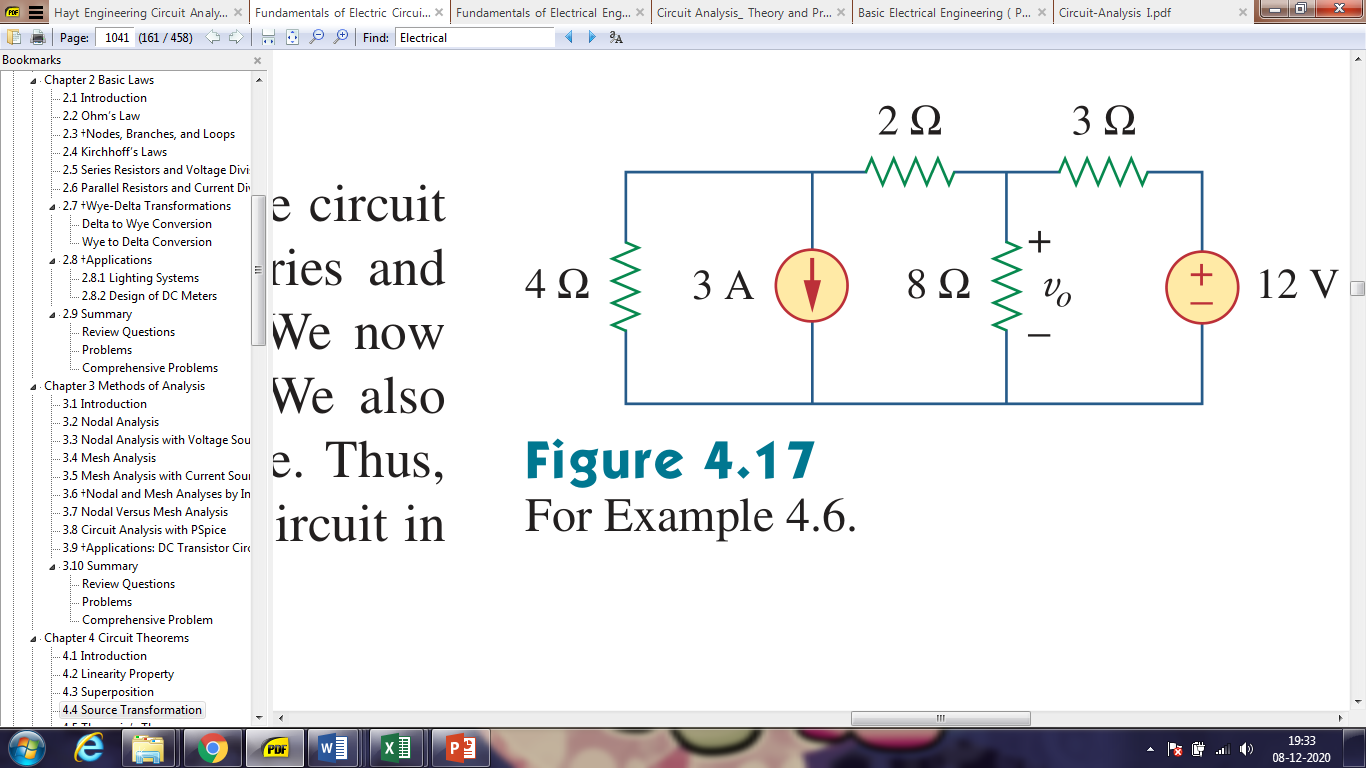 Hayt Engineering Circuit Analy...
Fundamentals of Electric Circui...
Fundamentals of Electrical Eng...
Circuit Analysis_ Theory and Pr...
Basic Electrical Engineering ( P...
Circuit-Analysis I.pdf
Page: 1041 (161 / 458) Find: Electrical
Bookmarks
Chapter 2 Basic Laws
2.1 Introduction
2.2 Ohm's Law
2.3 †Nodes, Branches, and Loops
2.4 Kirchhoff's Laws
2.5 Series Resistors and Voltage Divi
2.6 Parallel Resistors and Current Div
2.7 †Wye-Delta Transformations
Delta to Wye Conversion
Wye to Delta Conversion
2.8 †Applications
2.8.1 Lighting Systems
2.8.2 Design of DC Meters
2.9 Summary
Review Questions
Problems
Comprehensive Problems
Chapter 3 Methods of Analysis
3.1 Introduction
3.2 Nodal Analysis
3.3 Nodal Analysis with Voltage Sou
3.4 Mesh Analysis
3.5 Mesh Analysis with Current Sour
3.6 †Nodal and Mesh Analyses by In
3.7 Nodal Versus Mesh Analysis
3.8 Circuit Analysis with PSpice
3.9 †Applications: DC Transistor Circ
3.10 Summary
Review Questions
Problems
Comprehensive Problem
Chapter 4 Circuit Theorems
4.1 Introduction
4.2 Linearity Property
4.3 Superposition
4.4 Source Transformation
e circuit
ries and
We now
We also
e. Thus,
ircuit in
2 Ω 3 Ω
4 Ω 3 A 8 Ω + vo − + − 12 V
Figure 4.17
For Example 4.6.
PDF
19:33
08-12-2020